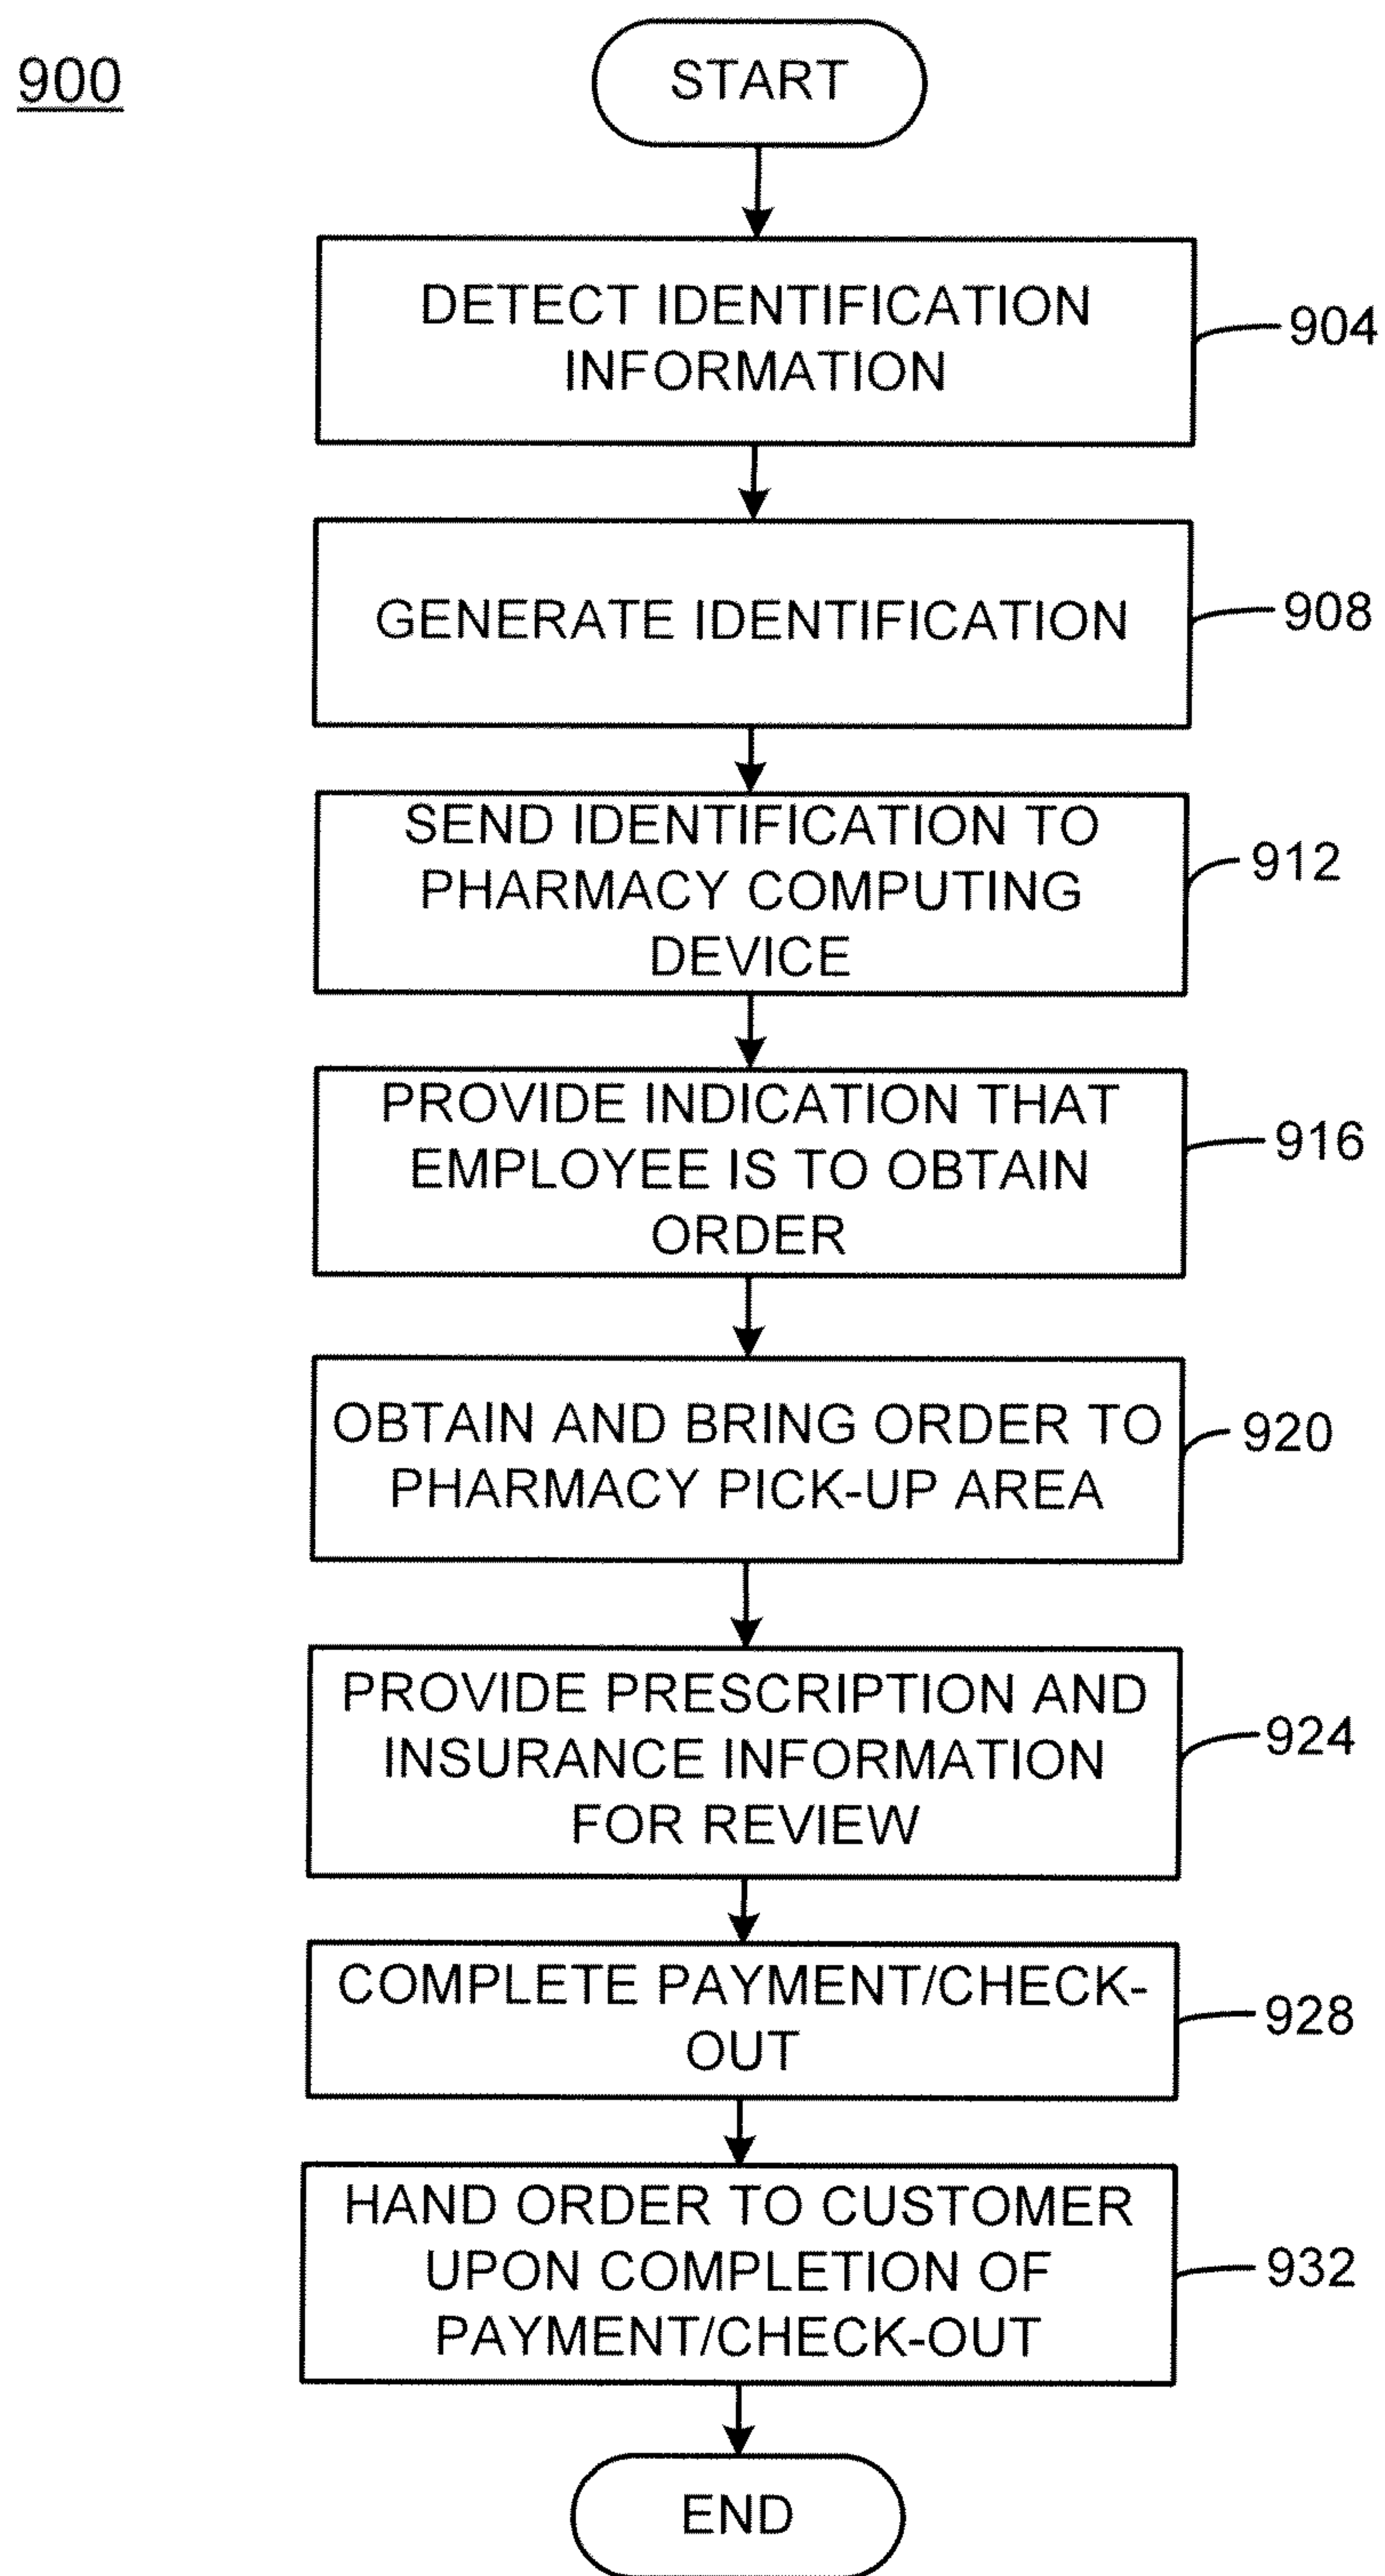 900
START
DETECT IDENTIFICATION
INFORMATION
904
GENERATE IDENTIFICATION
908
SEND IDENTIFICATION TO
PHARMACY COMPUTING
DEVICE
912
PROVIDE INDICATION THAT
EMPLOYEE IS TO OBTAIN
ORDER
916
OBTAIN AND BRING ORDER TO
PHARMACY PICK-UP AREA
920
PROVIDE PRESCRIPTION AND
INSURANCE INFORMATION
FOR REVIEW
924
COMPLETE PAYMENT/CHECK-
OUT
928
HAND ORDER TO CUSTOMER
UPON COMPLETION OF
PAYMENT/CHECK-OUT
932
END